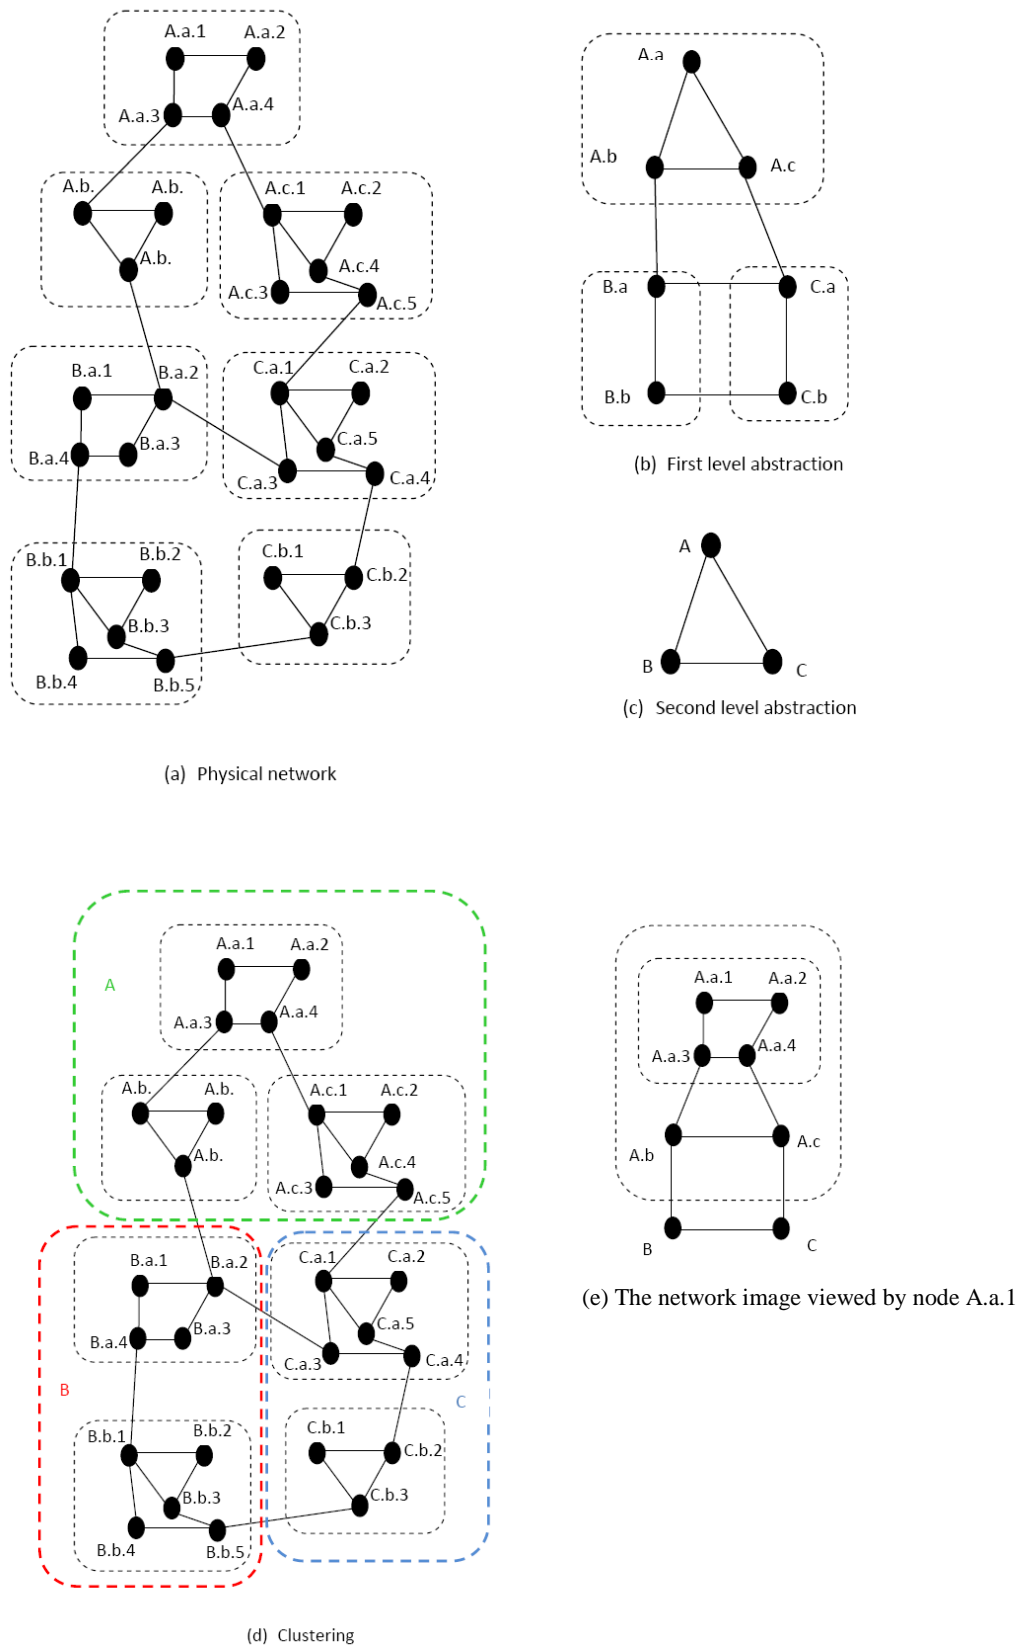 A.a.1
A.a.2
A.a.3
A.a.4
A.b.
A.b.
A.b.
A.c.1
A.c.2
A.c.4
A.c.3
A.c.5
B.a.1
B.a.2
B.a.3
B.a.4
C.a.1
C.a.2
C.a.5
C.a.3
C.a.4
B.b.1
B.b.2
B.b.3
B.b.4
B.b.5
C.b.1
C.b.2
C.b.3
(a) Physical network
A.a
A.b
A.c
B.a
C.a
B.b
C.b
(b) First level abstraction
A
B
C
(c) Second level abstraction
A
A.a.1
A.a.2
A.a.3
A.a.4
A.b.
A.b.
A.b.
A.c.1
A.c.2
A.c.4
A.c.3
A.c.5
B
B.a.1
B.a.2
B.a.3
B.a.4
C.a.1
C.a.2
C.a.5
C.a.3
C.a.4
C
B.b.1
B.b.2
B.b.3
B.b.4
B.b.5
C.b.1
C.b.2
C.b.3
(d) Clustering
A.a.1
A.a.2
A.a.3
A.a.4
A.b
A.c
B
C
(e) The network image viewed by node A.a.1